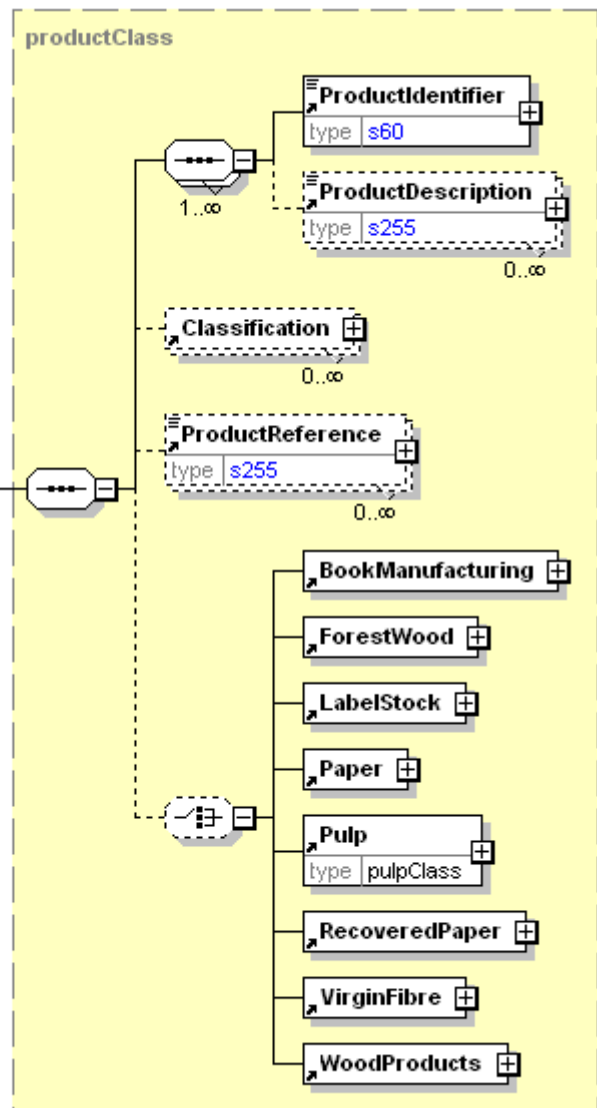 productClass
ProductIdentifier
type s60
1..∞
ProductDescription
type s255
0..∞
Classification
0..∞
ProductReference
type s255
0..∞
BookManufacturing
ForestWood
LabelStock
Paper
Pulp
type pulpClass
RecoveredPaper
VirginFibre
WoodProducts